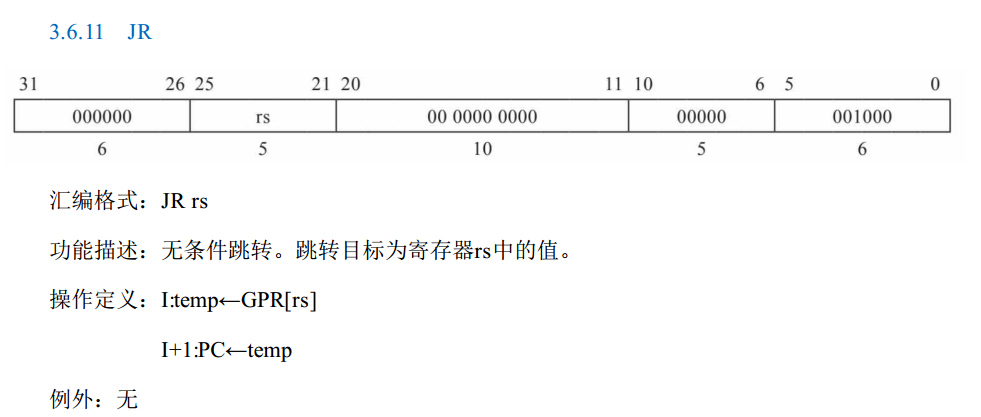 3.6.11 JR
31 26 25 21 20 11 10 6 5 0
000000 rs 00 0000 0000 00000 001000
6 5 10 5 6
汇编格式：JR rs
功能描述：无条件跳转。跳转目标为寄存器rs中的值。
操作定义：I:temp←GPR[rs]
I+1:PC←temp
例外：无